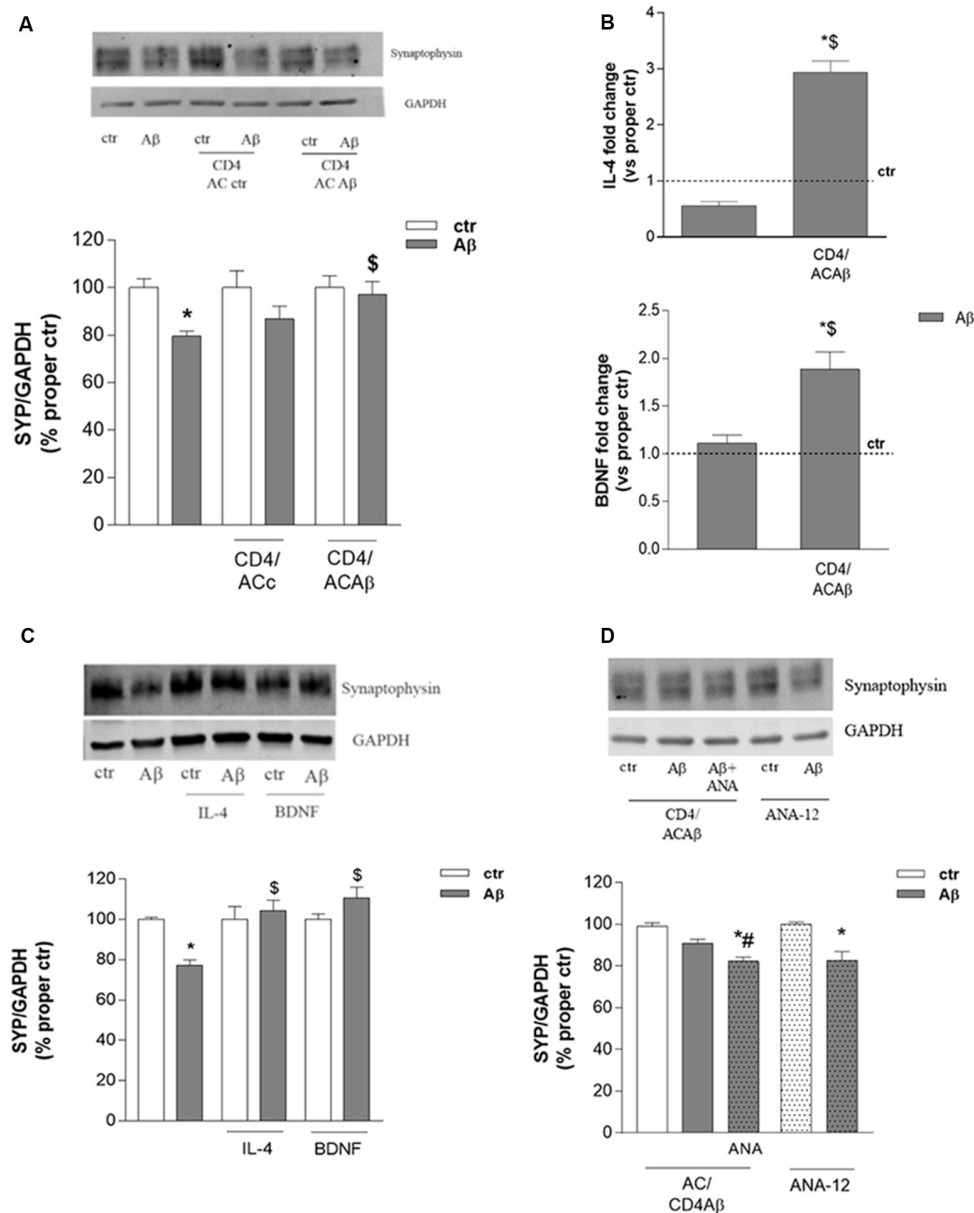 A
Synaptophysin
GAPDH
ctr Aβ ctr Aβ ctr Aβ
CD4 CD4
AC ctr AC Aβ
ctr
Aβ
SYP/GAPDH
(% proper ctr)
120
100
80
60
40
20
0
*
$
CD4/ CD4/
ACc ACAβ
B
IL-4 fold change
(vs proper ctr)
4
3
2
1
0
*$
ctr
CD4/
ACAβ
BDNF fold change
(vs proper ctr)
2.5
2.0
1.5
1.0
0.5
0.0
*$
ctr
Aβ
CD4/
ACAβ
C
Synaptophysin
GAPDH
ctr Aβ ctr Aβ ctr Aβ
IL-4 BDNF
ctr
Aβ
SYP/GAPDH
(% proper ctr)
120
100
80
60
40
20
0
*
$
$
IL-4 BDNF
D
Synaptophysin
GAPDH
ctr Aβ Aβ+ ctr Aβ
ANA
CD4/ ANA-12
ACAβ
ctr
Aβ
SYP/GAPDH
(% proper ctr)
120
100
80
60
40
20
0
*#
*
ANA
AC/ ANA-12
CD4Aβ